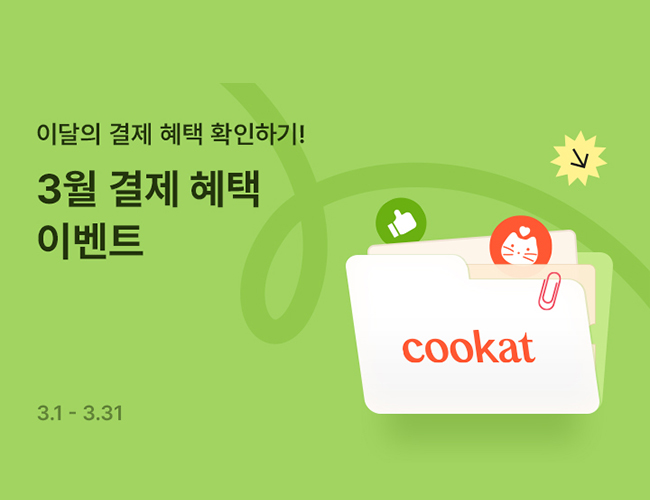 이달의 결제 혜택 확인하기!
3월 결제 혜택
이벤트
cookat
3.1 - 3.31